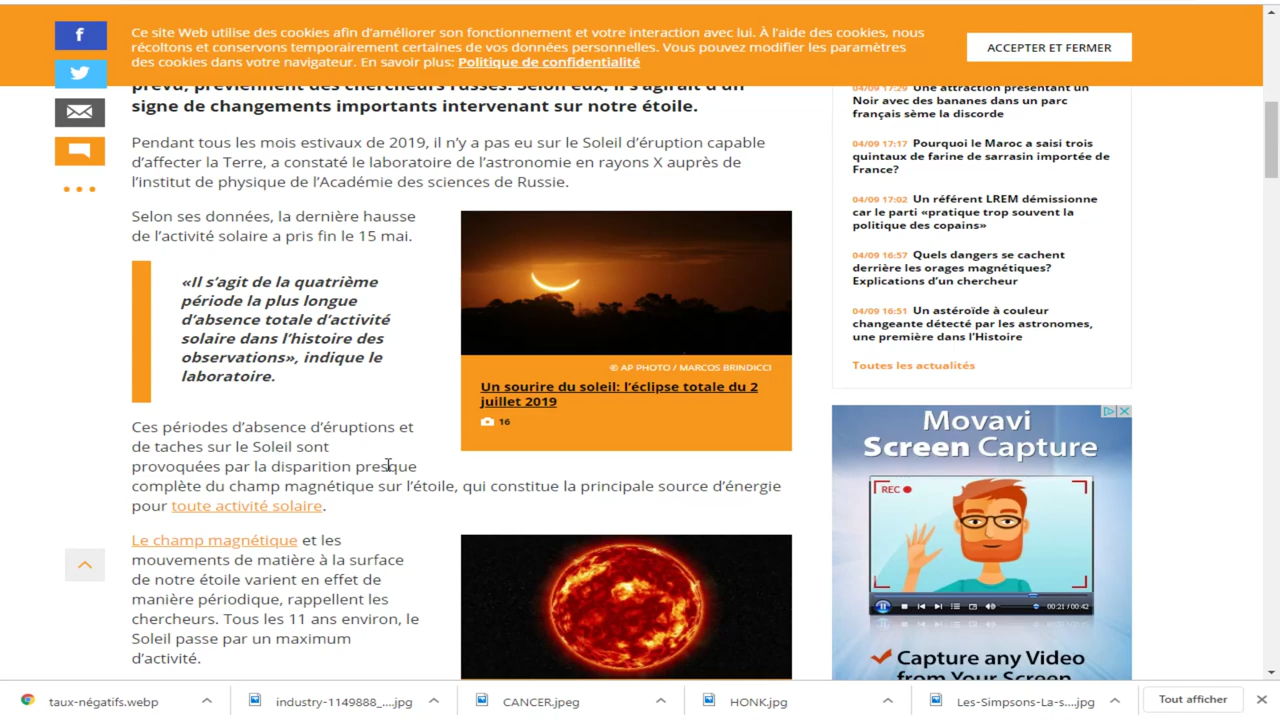 f
Ce site Web utilise des cookies afin d’améliorer son fonctionnement et votre interaction avec lui. À l’aide des cookies, nous
récoltons et conservons temporairement certaines de vos données personnelles. Vous pouvez modifier les paramètres
des cookies dans votre navigateur. En savoir plus: Politique de confidentialité
ACCEPTER ET FERMER
prévu, préviennent des chercheurs russes. Selon eux, il s’agirait d’un
signe de changements importants intervenant sur notre étoile.
Pendant tous les mois estivaux de 2019, il n’y a pas eu sur le Soleil d’éruption capable
d’affecter la Terre, a constaté le laboratoire de l’astronomie en rayons X auprès de
l’institut de physique de l’Académie des sciences de Russie.
Selon ses données, la dernière hausse
de l’activité solaire a pris fin le 15 mai.
«Il s’agit de la quatrième
période la plus longue
d’absence totale d’activité
solaire dans l’histoire des
observations», indique le
laboratoire.
© AP PHOTO / MARCOS BRINDICCI
Un sourire du soleil: l’éclipse totale du 2
juillet 2019
16
Ces périodes d’absence d’éruptions et
de taches sur le Soleil sont
provoquées par la disparition presque
complète du champ magnétique sur l’étoile, qui constitue la principale source d’énergie
pour toute activité solaire.
Le champ magnétique et les
mouvements de matière à la surface
de notre étoile varient en effet de
manière périodique, rappellent les
chercheurs. Tous les 11 ans environ, le
Soleil passe par un maximum
d’activité.
04/09 17:29 Une attraction présentant un
Noir avec des bananes dans un parc
français sème la discorde
04/09 17:17 Pourquoi le Maroc a saisi trois
quintaux de farine de sarrasin importée de
France?
04/09 17:02 Un référent LREM démissionne
car le parti «pratique trop souvent la
politique des copains»
04/09 16:57 Quels dangers se cachent
derrière les orages magnétiques?
Explications d’un chercheur
04/09 16:51 Un astéroïde à couleur
changeante détecté par les astronomes,
une première dans l’Histoire
Toutes les actualités
Movavi
Screen Capture
REC
00:21 / 00:42
Capture any Video
from Your Screen
taux-négatifs.webp
industry-1149888_....jpg
CANCER.jpeg
HONK.jpg
Les-Simpsons-La-s....jpg
Tout afficher